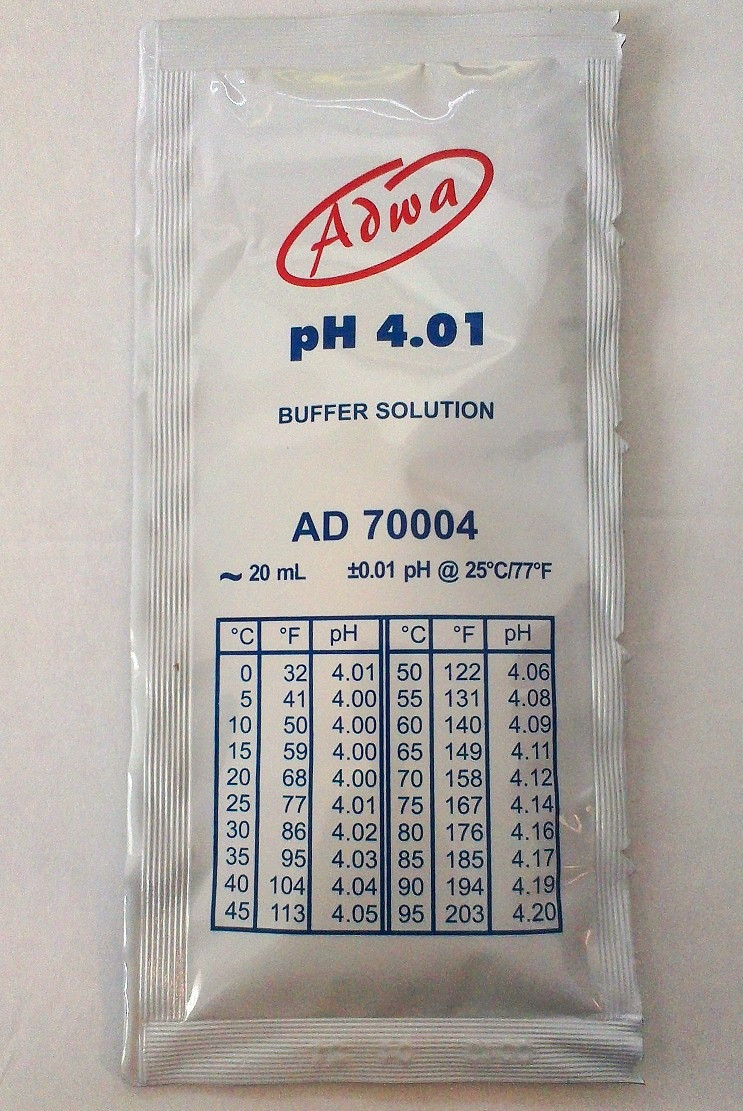 Adwa
pH 4.01
BUFFER SOLUTION
AD 70004
~ 20 mL ±0.01 pH @ 25°C/77°F
°C °F pH °C °F pH
0 32 4.01 50 122 4.06
5 41 4.00 55 131 4.08
10 50 4.00 60 140 4.09
15 59 4.00 65 149 4.11
20 68 4.00 70 158 4.12
25 77 4.01 75 167 4.14
30 86 4.02 80 176 4.16
35 95 4.03 85 185 4.17
40 104 4.04 90 194 4.19
45 113 4.05 95 203 4.20